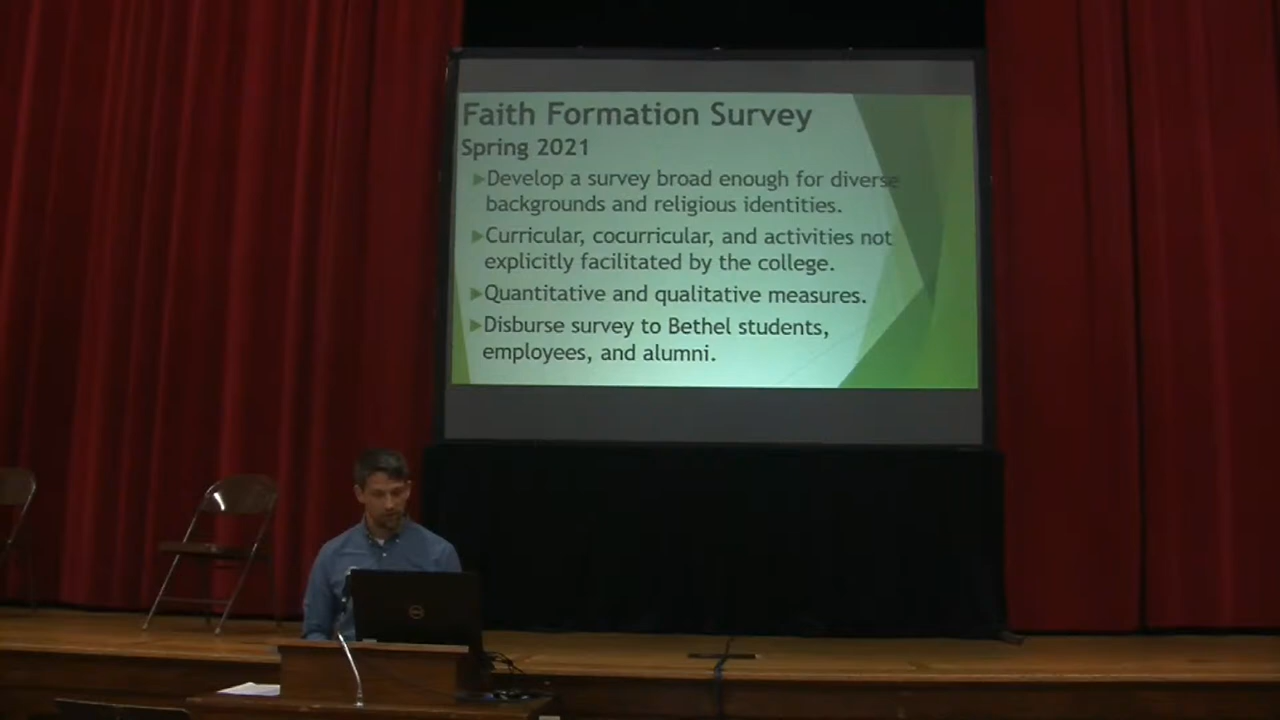 Faith Formation Survey
Spring 2021
▶Develop a survey broad enough for diverse
backgrounds and religious identities.
▶Curricular, cocurricular, and activities not
explicitly facilitated by the college.
▶Quantitative and qualitative measures.
▶Disburse survey to Bethel students,
employees, and alumni.
DELL